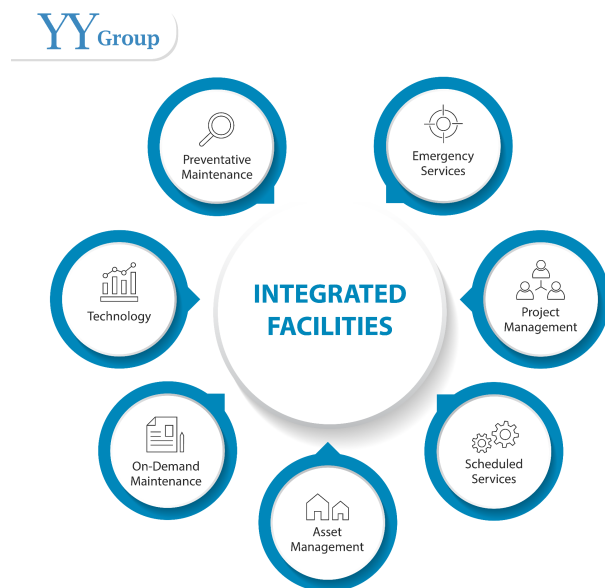 YY Group
Preventative
Maintenance
Emergency
Services
INTEGRATED
FACILITIES
Technology
Project
Management
On-Demand
Maintenance
Scheduled
Services
Asset
Management